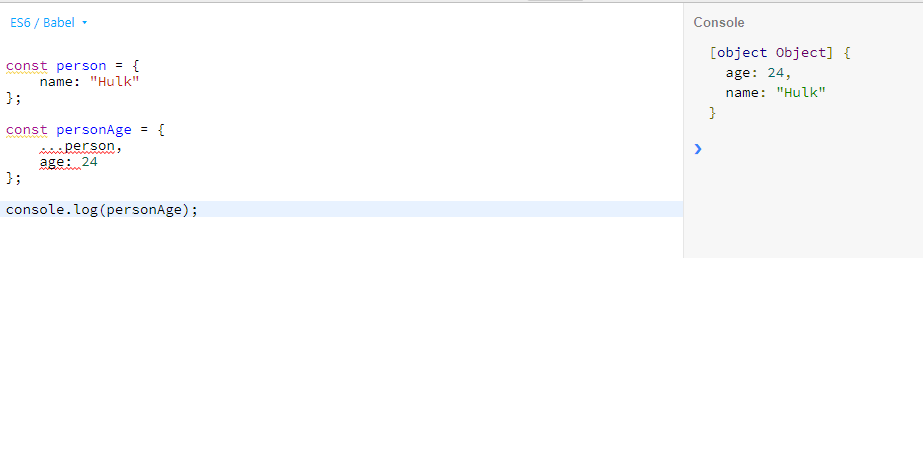 ES6 / Babel
const person = {
    name: "Hulk"
};
const personAge = {
    ...person,
    age: 24
};
console.log(personAge);
Console
[object Object] {
  age: 24,
  name: "Hulk"
}